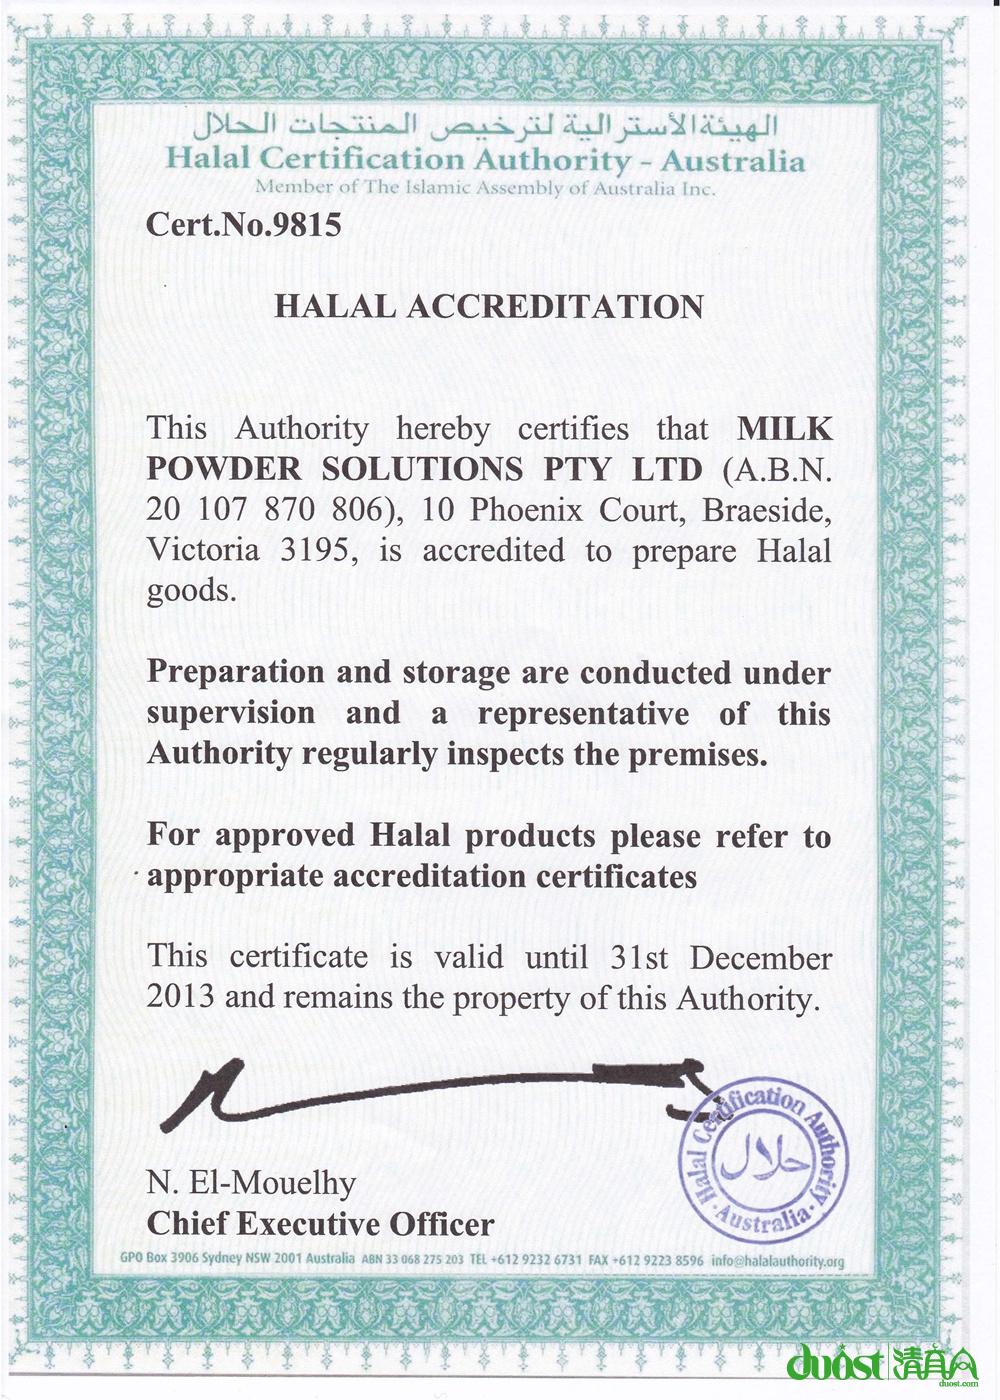 الهيئة الأسترالية لترخيص المنتجات الحلال
Halal Certification Authority - Australia
Member of The Islamic Assembly of Australia Inc.
Cert.No.9815
HALAL ACCREDITATION
This Authority hereby certifies that MILK
POWDER SOLUTIONS PTY LTD (A.B.N.
20 107 870 806), 10 Phoenix Court, Braeside,
Victoria 3195, is accredited to prepare Halal
goods.
Preparation and storage are conducted under
supervision and a representative of this
Authority regularly inspects the premises.
For approved Halal products please refer to
appropriate accreditation certificates
This certificate is valid until 31st December
2013 and remains the property of this Authority.
Halal Certification Authority
حلال
· Australia ·
N. El-Mouelhy
Chief Executive Officer
GPO Box 3906 Sydney NSW 2001 Australia ABN 33 068 275 203 TEL +612 9232 6731 FAX +612 9223 8596 info@halalauthority.org
duost 清真
duost.com